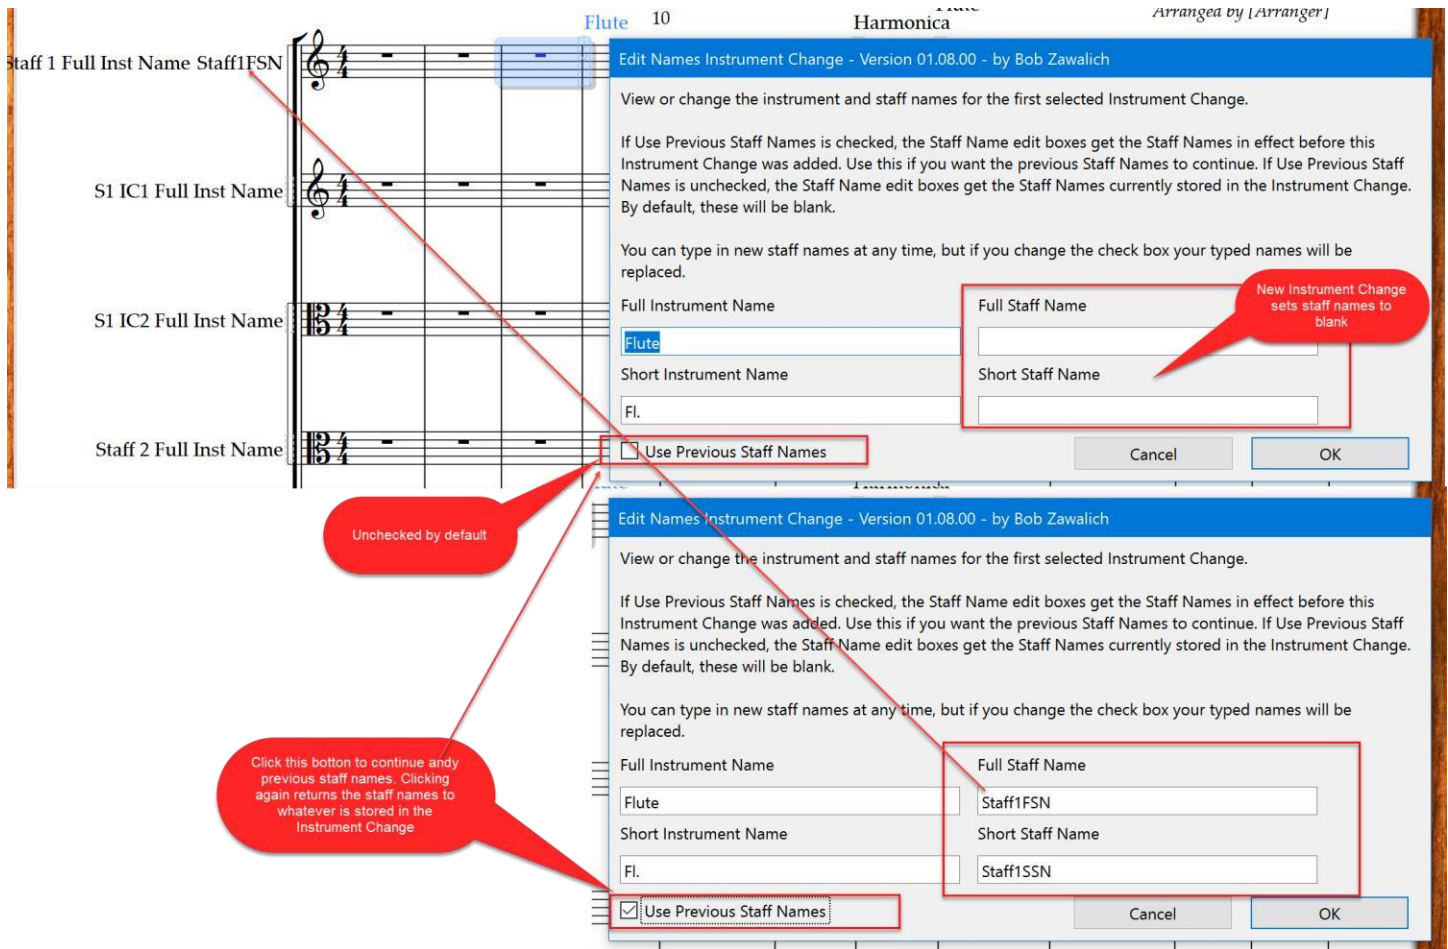 Flute 10 Harmonica
Arranged by [Arranger]
Staff 1 Full Inst Name Staff1FSN
Edit Names Instrument Change - Version 01.08.00 - by Bob Zawalich
View or change the instrument and staff names for the first selected Instrument Change.
If Use Previous Staff Names is checked, the Staff Name edit boxes get the Staff Names in effect before this
Instrument Change was added. Use this if you want the previous Staff Names to continue. If Use Previous Staff
Names is unchecked, the Staff Name edit boxes get the Staff Names currently stored in the Instrument Change.
By default, these will be blank.
S1 IC1 Full Inst Name
You can type in new staff names at any time, but if you change the check box your typed names will be
replaced.
New Instrument Change
sets staff names to
blank
Full Instrument Name Full Staff Name
S1 IC2 Full Inst Name
Flute
Short Instrument Name Short Staff Name
Fl.
Staff 2 Full Inst Name
Use Previous Staff Names Cancel OK
Unchecked by default
Edit Names Instrument Change - Version 01.08.00 - by Bob Zawalich
View or change the instrument and staff names for the first selected Instrument Change.
If Use Previous Staff Names is checked, the Staff Name edit boxes get the Staff Names in effect before this
Instrument Change was added. Use this if you want the previous Staff Names to continue. If Use Previous Staff
Names is unchecked, the Staff Name edit boxes get the Staff Names currently stored in the Instrument Change.
By default, these will be blank.
You can type in new staff names at any time, but if you change the check box your typed names will be
replaced.
Click this botton to continue andy
previous staff names. Clicking
again returns the staff names to
whatever is stored in the
Instrument Change
Full Instrument Name Full Staff Name
Flute Staff1FSN
Short Instrument Name Short Staff Name
Fl. Staff1SSN
Use Previous Staff Names Cancel OK